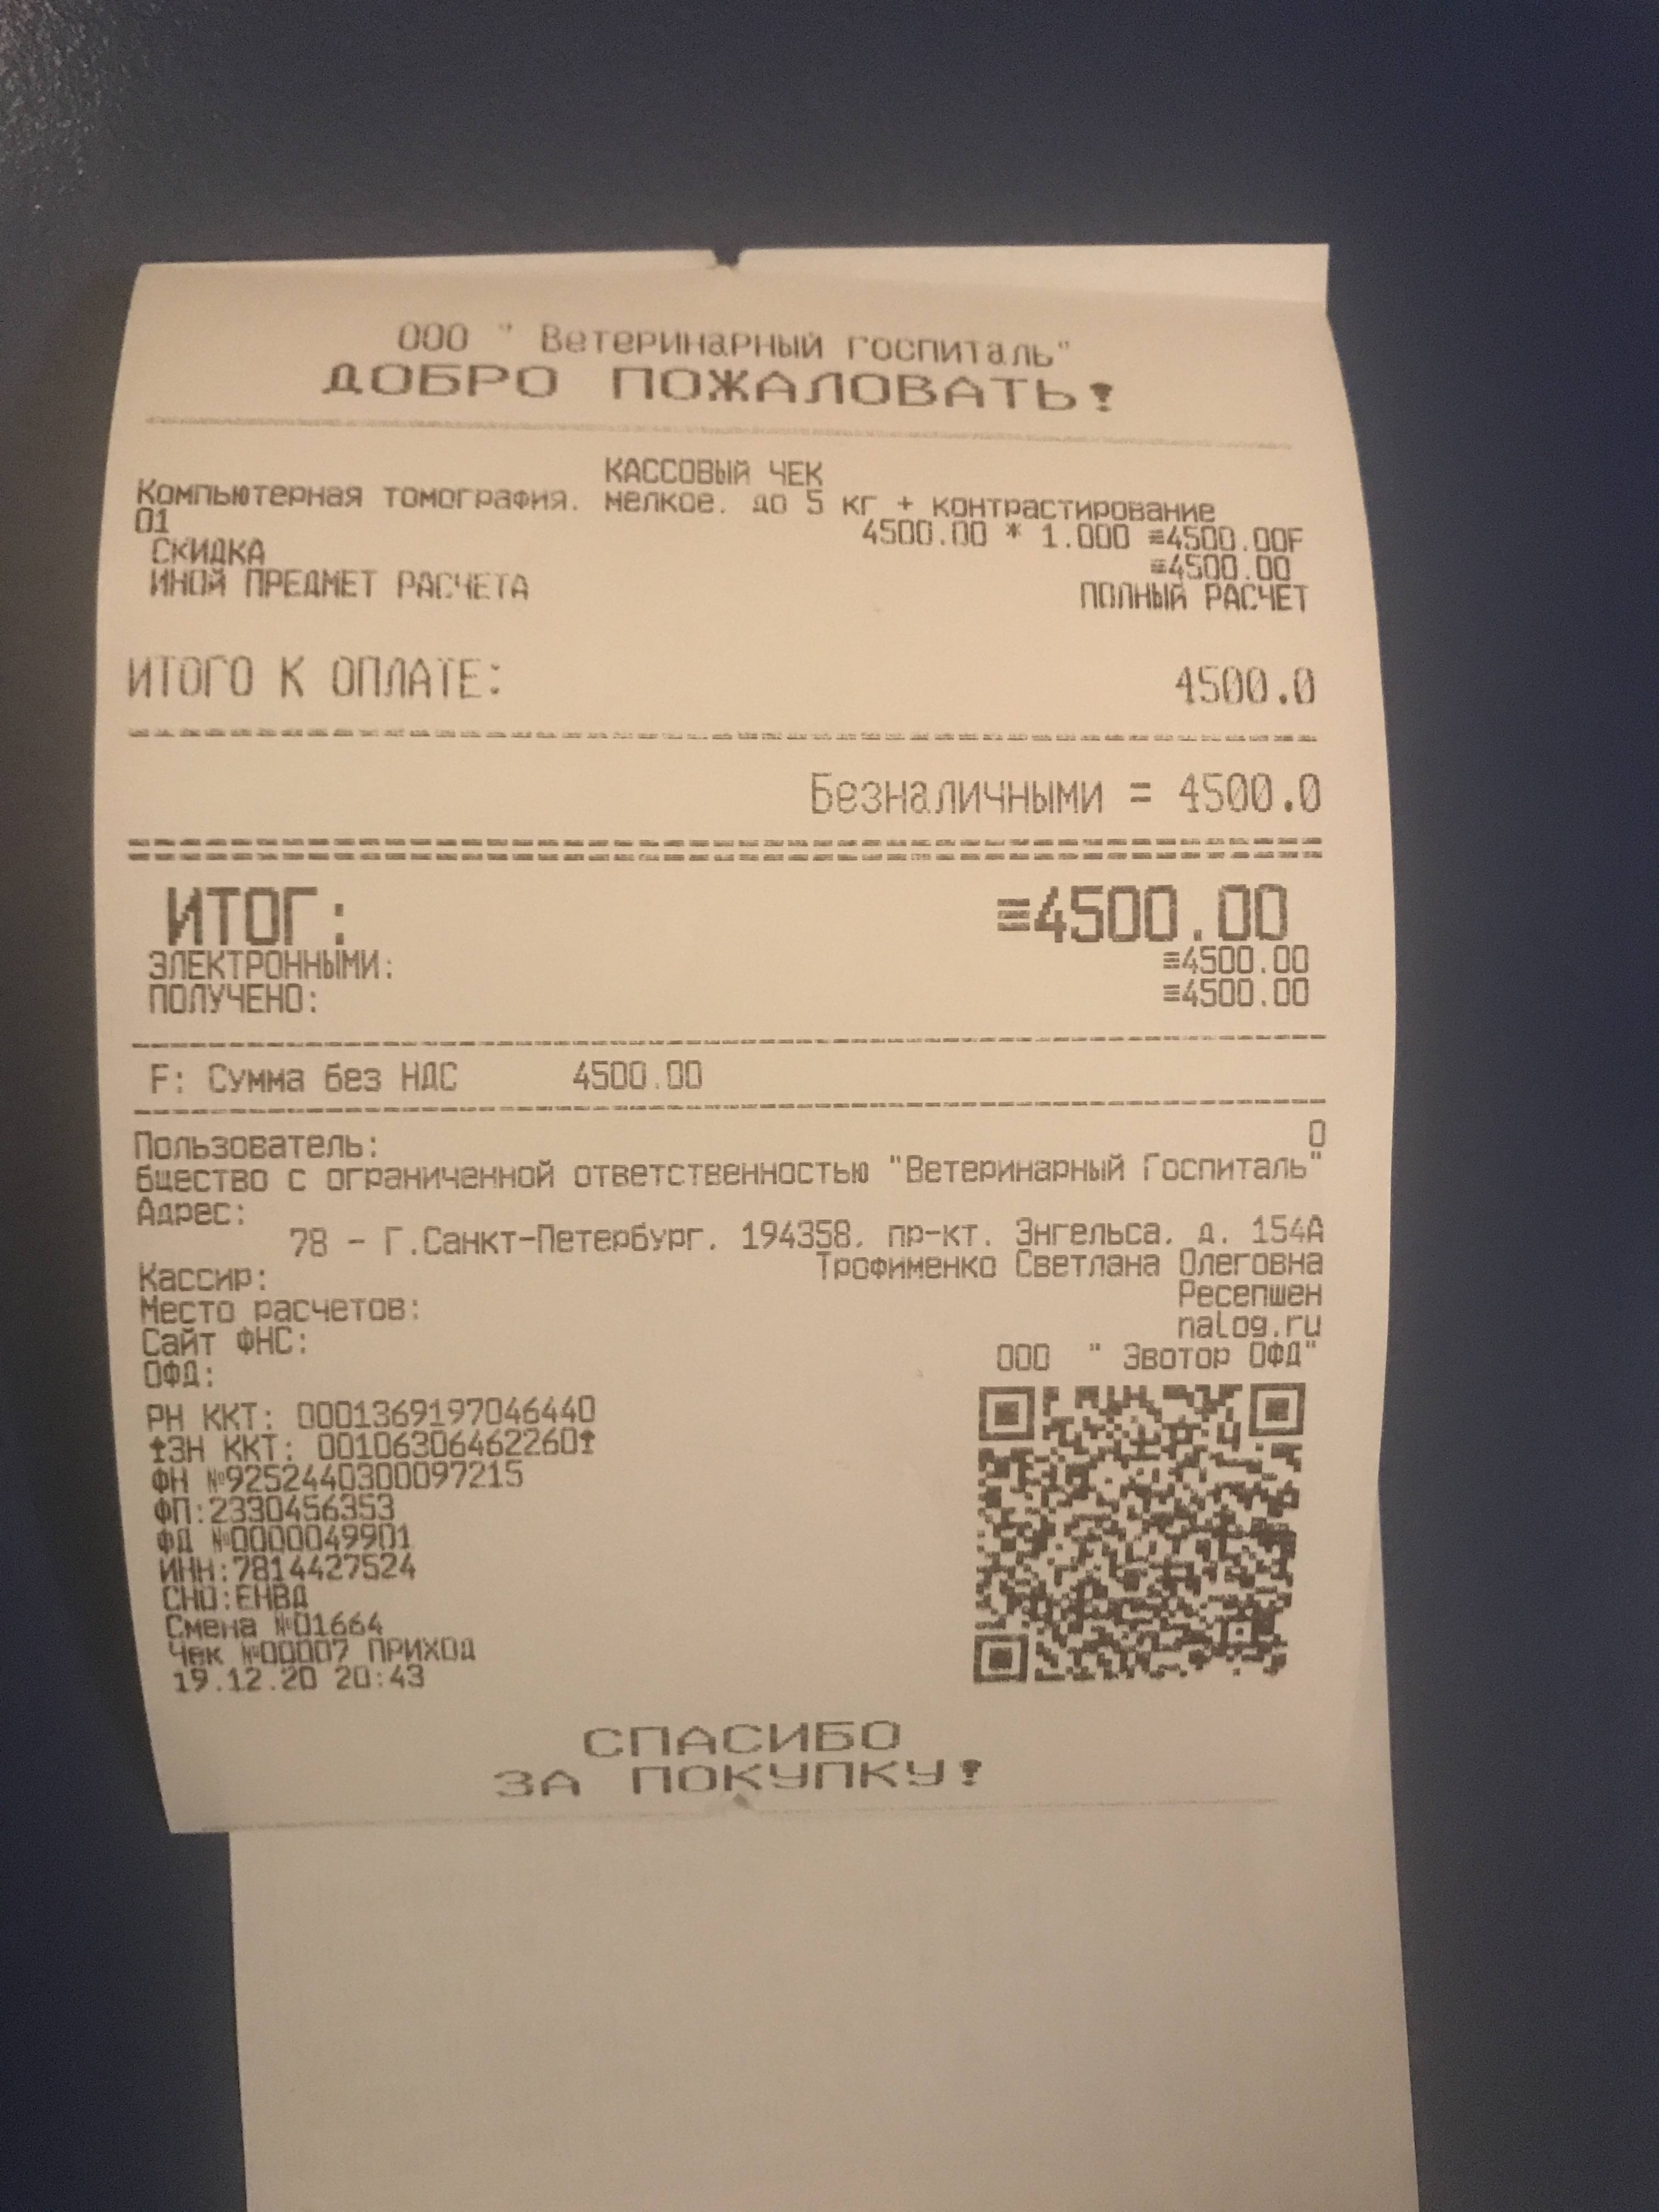 ООО " Ветеринарный госпиталь"
ДОБРО ПОЖАЛОВАТЬ!
КАССОВЫЙ ЧЕК
Компьютерная томография. мелкое. до 5 кг + контрастирование
01 4500.00 * 1.000 ≡4500.00F
СКИДКА ≡4500.00
ИНОЙ ПРЕДМЕТ РАСЧЕТА ПОЛНЫЙ РАСЧЕТ
ИТОГО К ОПЛАТЕ: 4500.0
Безналичными = 4500.0
ИТОГ: ≡4500.00
ЭЛЕКТРОННЫМИ: ≡4500.00
ПОЛУЧЕНО: ≡4500.00
F: Сумма без НДС 4500.00
Пользователь: О
бщество с ограниченной ответственностью "Ветеринарный Госпиталь"
Адрес:
78 - Г.Санкт-Петербург, 194358, пр-кт. Энгельса, д. 154А
Кассир: Трофименко Светлана Олеговна
Место расчетов: Ресепшен
Сайт ФНС: nalog.ru
ОФД: ООО " Эвотор ОФД"
РН ККТ: 0001369197046440
ЗН ККТ: 00106306462260
ФН №9252440300097215
ФП:2330456353
ФД №0000049901
ИНН:7814427524
СНО:ЕНВД
Смена №01664
Чек №00007 ПРИХОД
19.12.20 20:43
СПАСИБО
ЗА ПОКУПКУ!